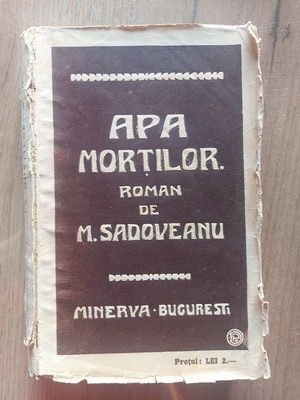 APA
MORȚILOR.
ROMAN
DE
M. SADOVEANU
MINERVA · BUCUREȘTI
Prețul: LEI 2.—